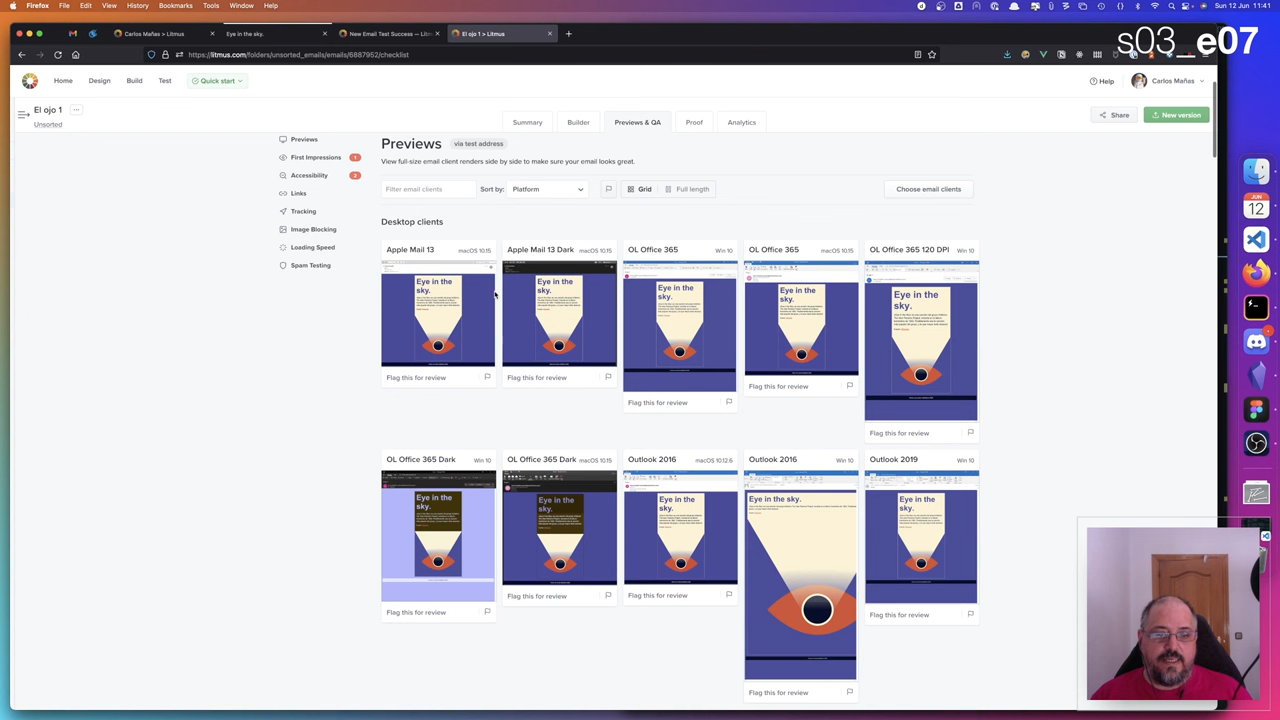 Firefox File Edit View History Bookmarks Tools Window Help
Sun 12 Jun 11:41
s03 e07
Carlos Mañas > Litmus
Eye in the sky.
New Email Test Success — Litm
El ojo 1 > Litmus
https://litmus.com/folders/unsorted_emails/emails/6887952/checklist
Home Design Build Test Quick start
Help Carlos Mañas
El ojo 1
Unsorted
Summary Builder Previews & QA Proof Analytics
Share New version
Previews
First Impressions 1
Accessibility 2
Links
Tracking
Image Blocking
Loading Speed
Spam Testing
Previews via test address
View full-size email client renders side by side to make sure your email looks great.
Filter email clients Sort by: Platform Grid Full length Choose email clients
Desktop clients
Apple Mail 13 macOS 10.15
Apple Mail 13 Dark macOS 10.15
OL Office 365 Win 10
OL Office 365 macOS 10.15
OL Office 365 120 DPI Win 10
Eye in the sky.
Eye in the sky.
Eye in the sky.
Eye in the sky.
Eye in the sky.
Flag this for review
Flag this for review
Flag this for review
Flag this for review
Flag this for review
OL Office 365 Dark Win 10
OL Office 365 Dark macOS 10.15
Outlook 2016 macOS 10.12.6
Outlook 2016 Win 10
Outlook 2019 Win 10
Eye in the sky.
Eye in the sky.
Eye in the sky.
Eye in the sky.
Eye in the sky.
Flag this for review
Flag this for review
Flag this for review
Flag this for review
Flag this for review
JUN
12